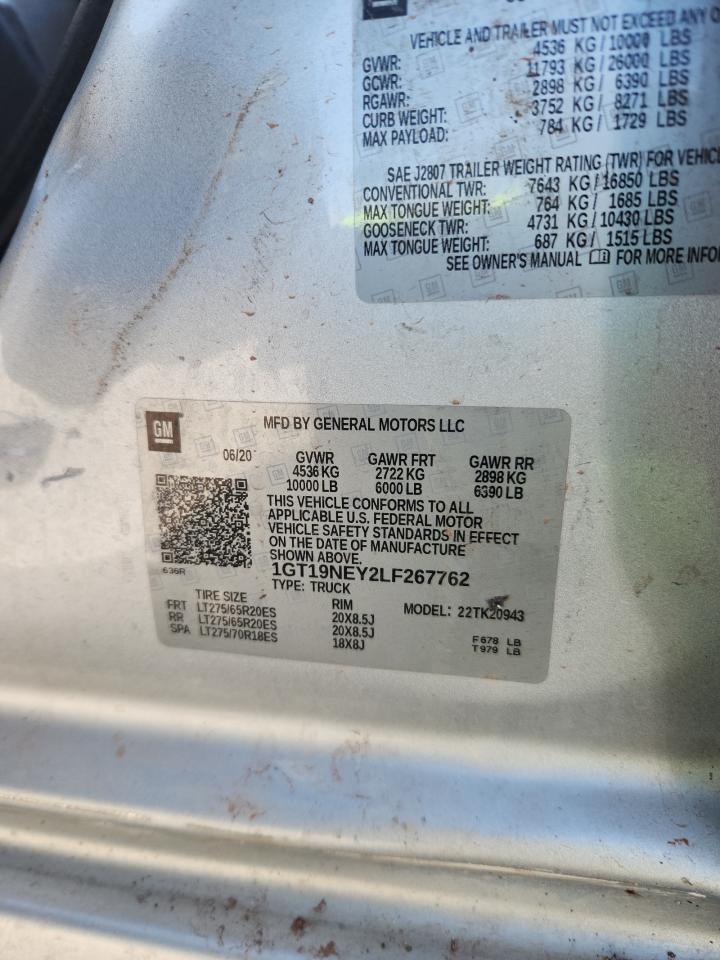 GM
VEHICLE AND TRAILER MUST NOT EXCEED ANY
GVWR: 4536 KG/ 10000 LBS
GCWR: 11793 KG/ 26000 LBS
RGAWR: 2898 KG/ 6390 LBS
CURB WEIGHT: 3752 KG/ 8271 LBS
MAX PAYLOAD: 784 KG/ 1729 LBS
SAE J2807 TRAILER WEIGHT RATING (TWR) FOR
CONVENTIONAL TWR: 7643 KG/ 16850 LBS
MAX TONGUE WEIGHT: 764 KG/ 1685 LBS
GOOSENECK TWR: 4731 KG/ 10430 LBS
MAX TONGUE WEIGHT: 687 KG/ 1515 LBS
SEE OWNER'S MANUAL FOR MORE
GM
MFD BY GENERAL MOTORS LLC
06/20 GVWR GAWR FRT GAWR RR
4536 KG 2722 KG 2898 KG
10000 LB 6000 LB 6390 LB
THIS VEHICLE CONFORMS TO ALL
APPLICABLE U.S. FEDERAL MOTOR
VEHICLE SAFETY STANDARDS IN EFFECT
ON THE DATE OF MANUFACTURE
SHOWN ABOVE.
636R
1GT19NEY2LF267762
TYPE: TRUCK
TIRE SIZE RIM MODEL: 22TK20943
FRT LT275/65R20ES 20X8.5J
RR LT275/65R20ES 20X8.5J
SPA LT275/70R18ES 18X8J
F 678 LB
T 979 LB